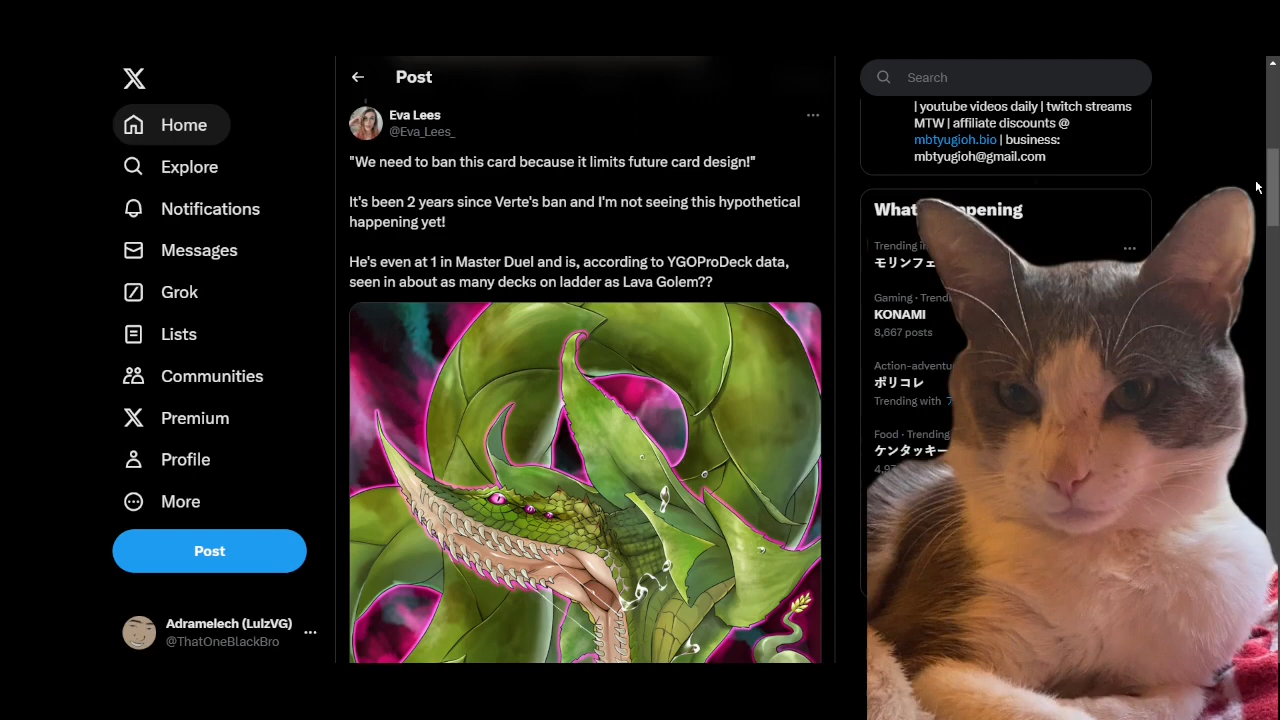 Home
Explore
Notifications
Messages
Grok
Lists
Communities
Premium
Profile
More
Post
Adramelech (LulzVG)
@ThatOneBlackBro
Post
Eva Lees
@Eva_Lees_
"We need to ban this card because it limits future card design!"
It's been 2 years since Verte's ban and I'm not seeing this hypothetical
happening yet!
He's even at 1 in Master Duel and is, according to YGOProDeck data,
seen in about as many decks on ladder as Lava Golem??
Search
| youtube videos daily | twitch streams
MTW | affiliate discounts @
mbtyugioh.bio | business:
mbtyugioh@gmail.com
Trending
モリンフェ
Gaming · Trend
KONAMI
8,667 posts
Action-adventu
ポリコレ
Trending with
Food · Trending
ケンタッキー